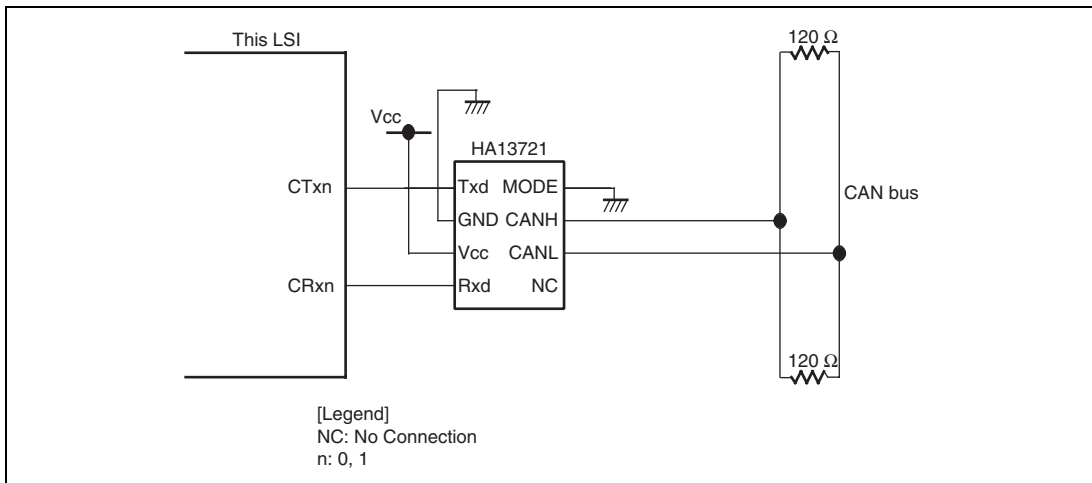 This LSI
120 Ω
Vcc
HA13721
CTxn
Txd MODE
CAN bus
GND CANH
Vcc CANL
CRxn
Rxd NC
120 Ω
[Legend]
NC: No Connection
n: 0, 1